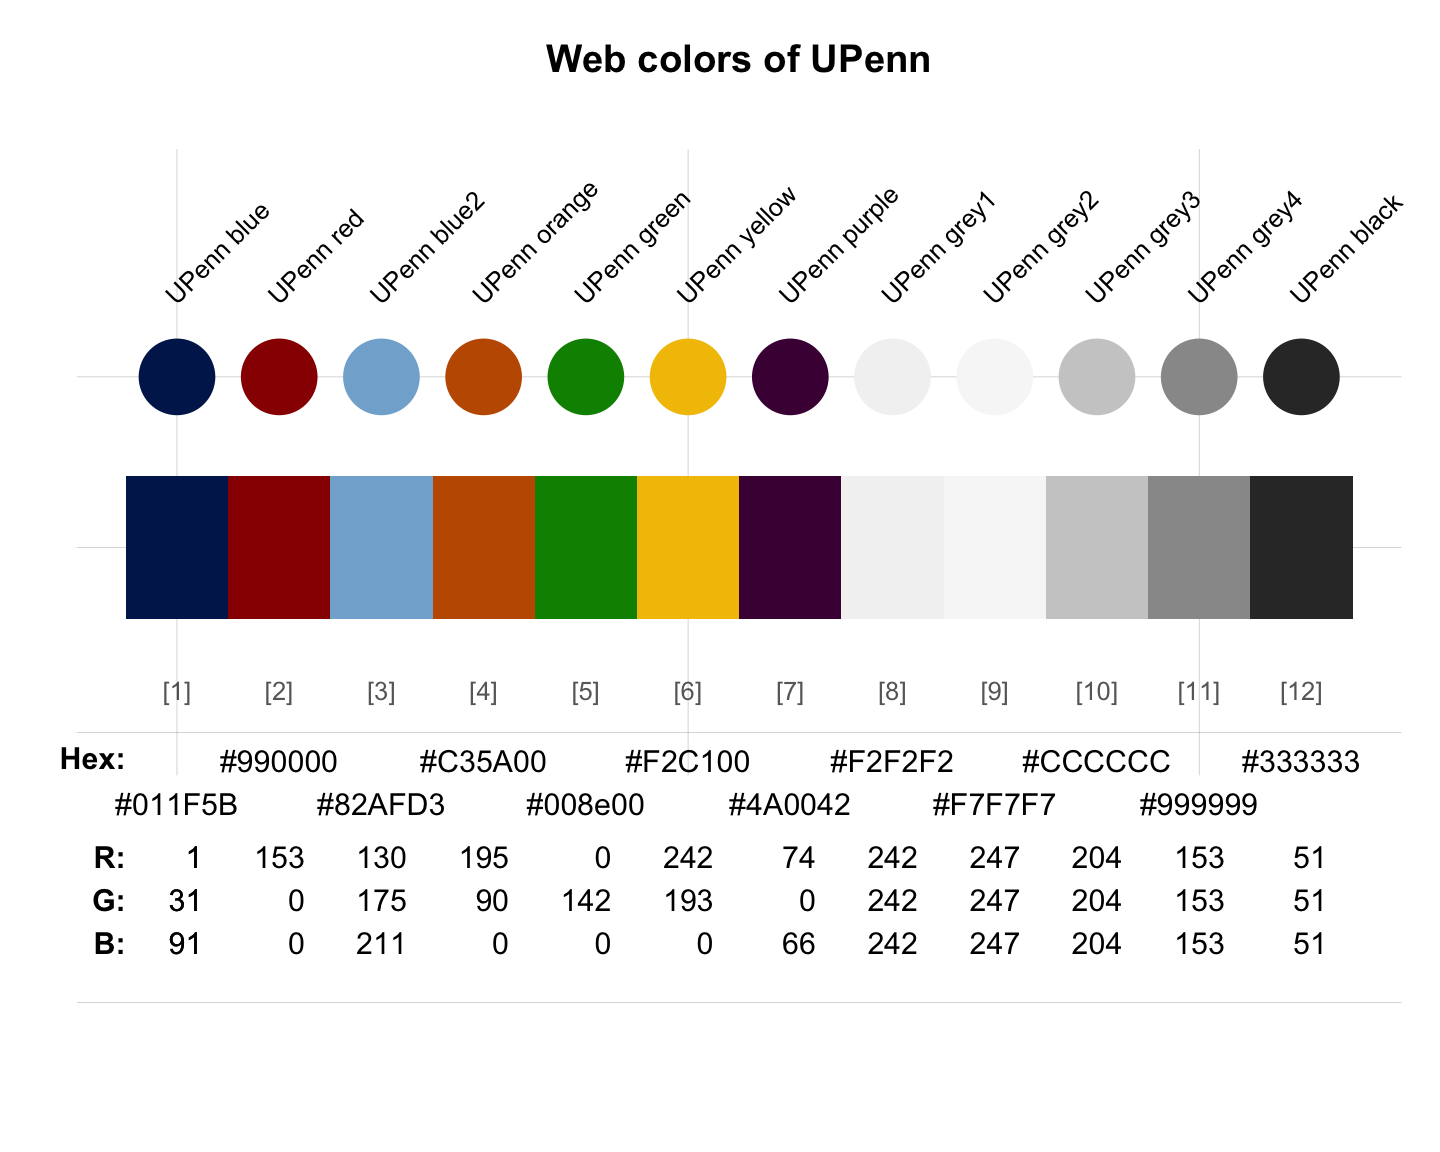 Web colors of UPenn
UPenn blue
UPenn red
UPenn blue2
UPenn orange
UPenn green
UPenn yellow
UPenn purple
UPenn grey1
UPenn grey2
UPenn grey3
UPenn grey4
UPenn black
[1] [2] [3] [4] [5] [6] [7] [8] [9] [10] [11] [12]
Hex: #990000 #C35A00 #F2C100 #F2F2F2 #CCCCCC #333333
#011F5B #82AFD3 #008e00 #4A0042 #F7F7F7 #999999
R: 1 153 130 195 0 242 74 242 247 204 153 51
G: 31 0 175 90 142 193 0 242 247 204 153 51
B: 91 0 211 0 0 0 66 242 247 204 153 51